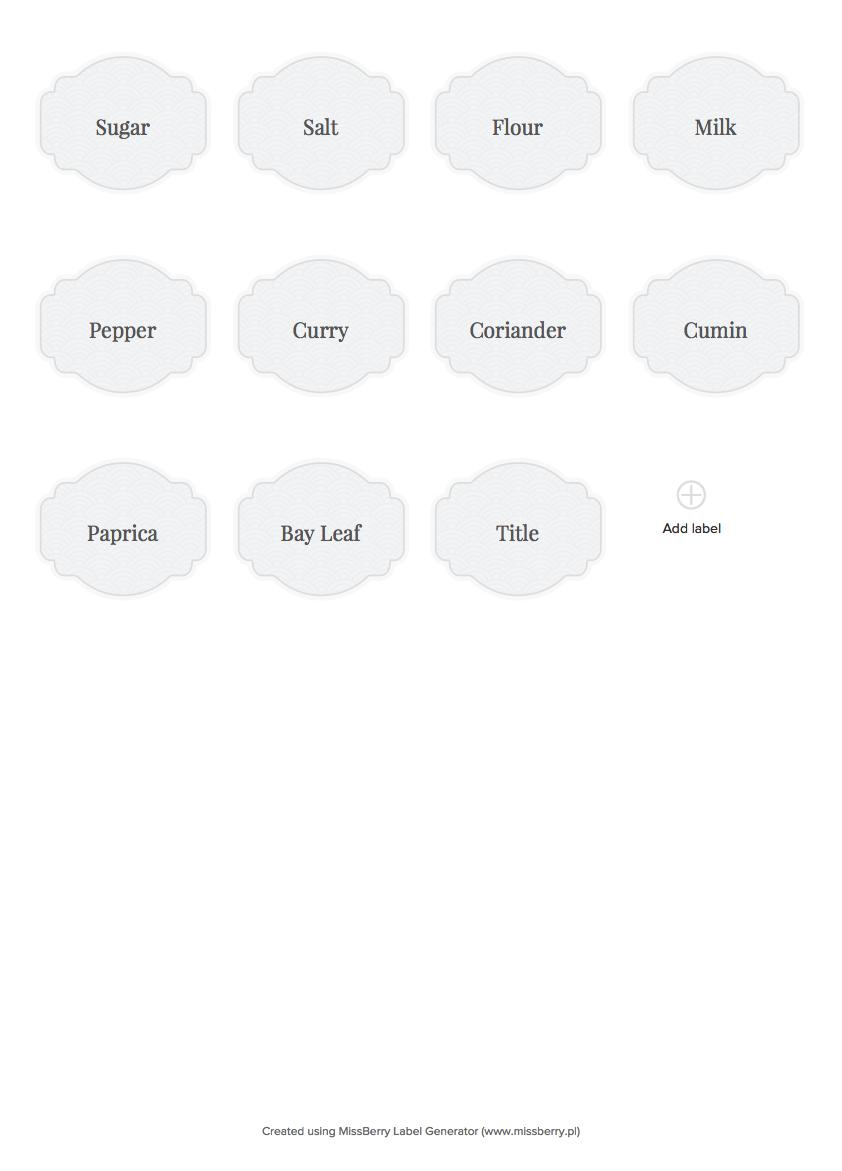 Sugar
Salt
Flour
Milk
Pepper
Curry
Coriander
Cumin
Paprica
Bay Leaf
Title
Add label
Created using MissBerry Label Generator (www.missberry.pl)